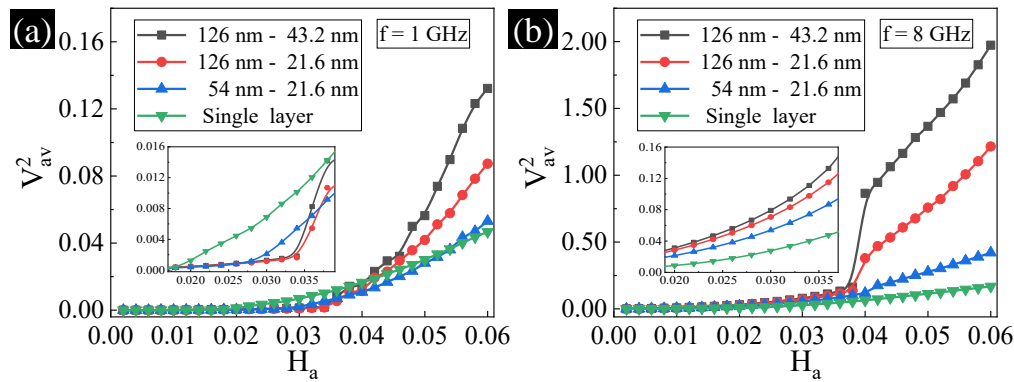 (a)
126 nm - 43.2 nm
126 nm - 21.6 nm
54 nm - 21.6 nm
Single layer
f = 1 GHz
V²av
0.16
0.12
0.08
0.04
0.00
0.016
0.012
0.008
0.004
0.000
0.020 0.025 0.030 0.035
0.00 0.01 0.02 0.03 0.04 0.05 0.06
Ha
(b)
126 nm - 43.2 nm
126 nm - 21.6 nm
54 nm - 21.6 nm
Single layer
f = 8 GHz
V²av
2.00
1.50
1.00
0.50
0.00
0.16
0.12
0.08
0.04
0.00
0.020 0.025 0.030 0.035
0.00 0.01 0.02 0.03 0.04 0.05 0.06
Ha